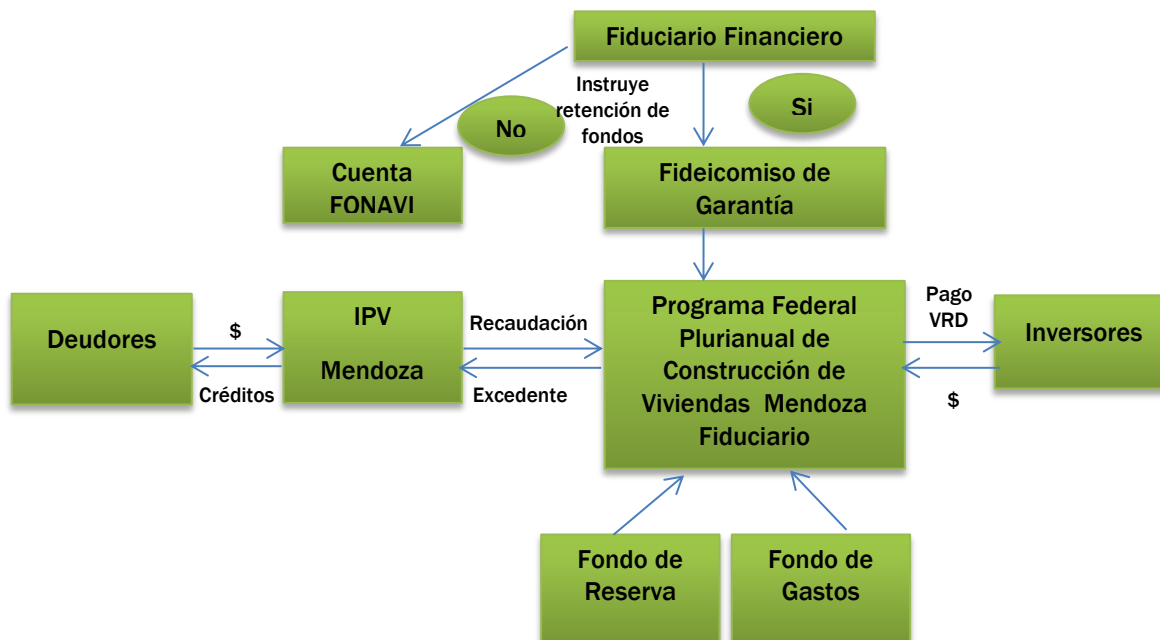 Fiduciario Financiero
Instruye
retención de
fondos
No
Si
Cuenta
FONAVI
Fideicomiso de
Garantía
Deudores
$
Créditos
IPV
Mendoza
Recaudación
Excedente
Programa Federal
Plurianual de
Construcción de
Viviendas Mendoza
Fiduciario
Pago
VRD
$
Inversores
Fondo de
Reserva
Fondo de
Gastos